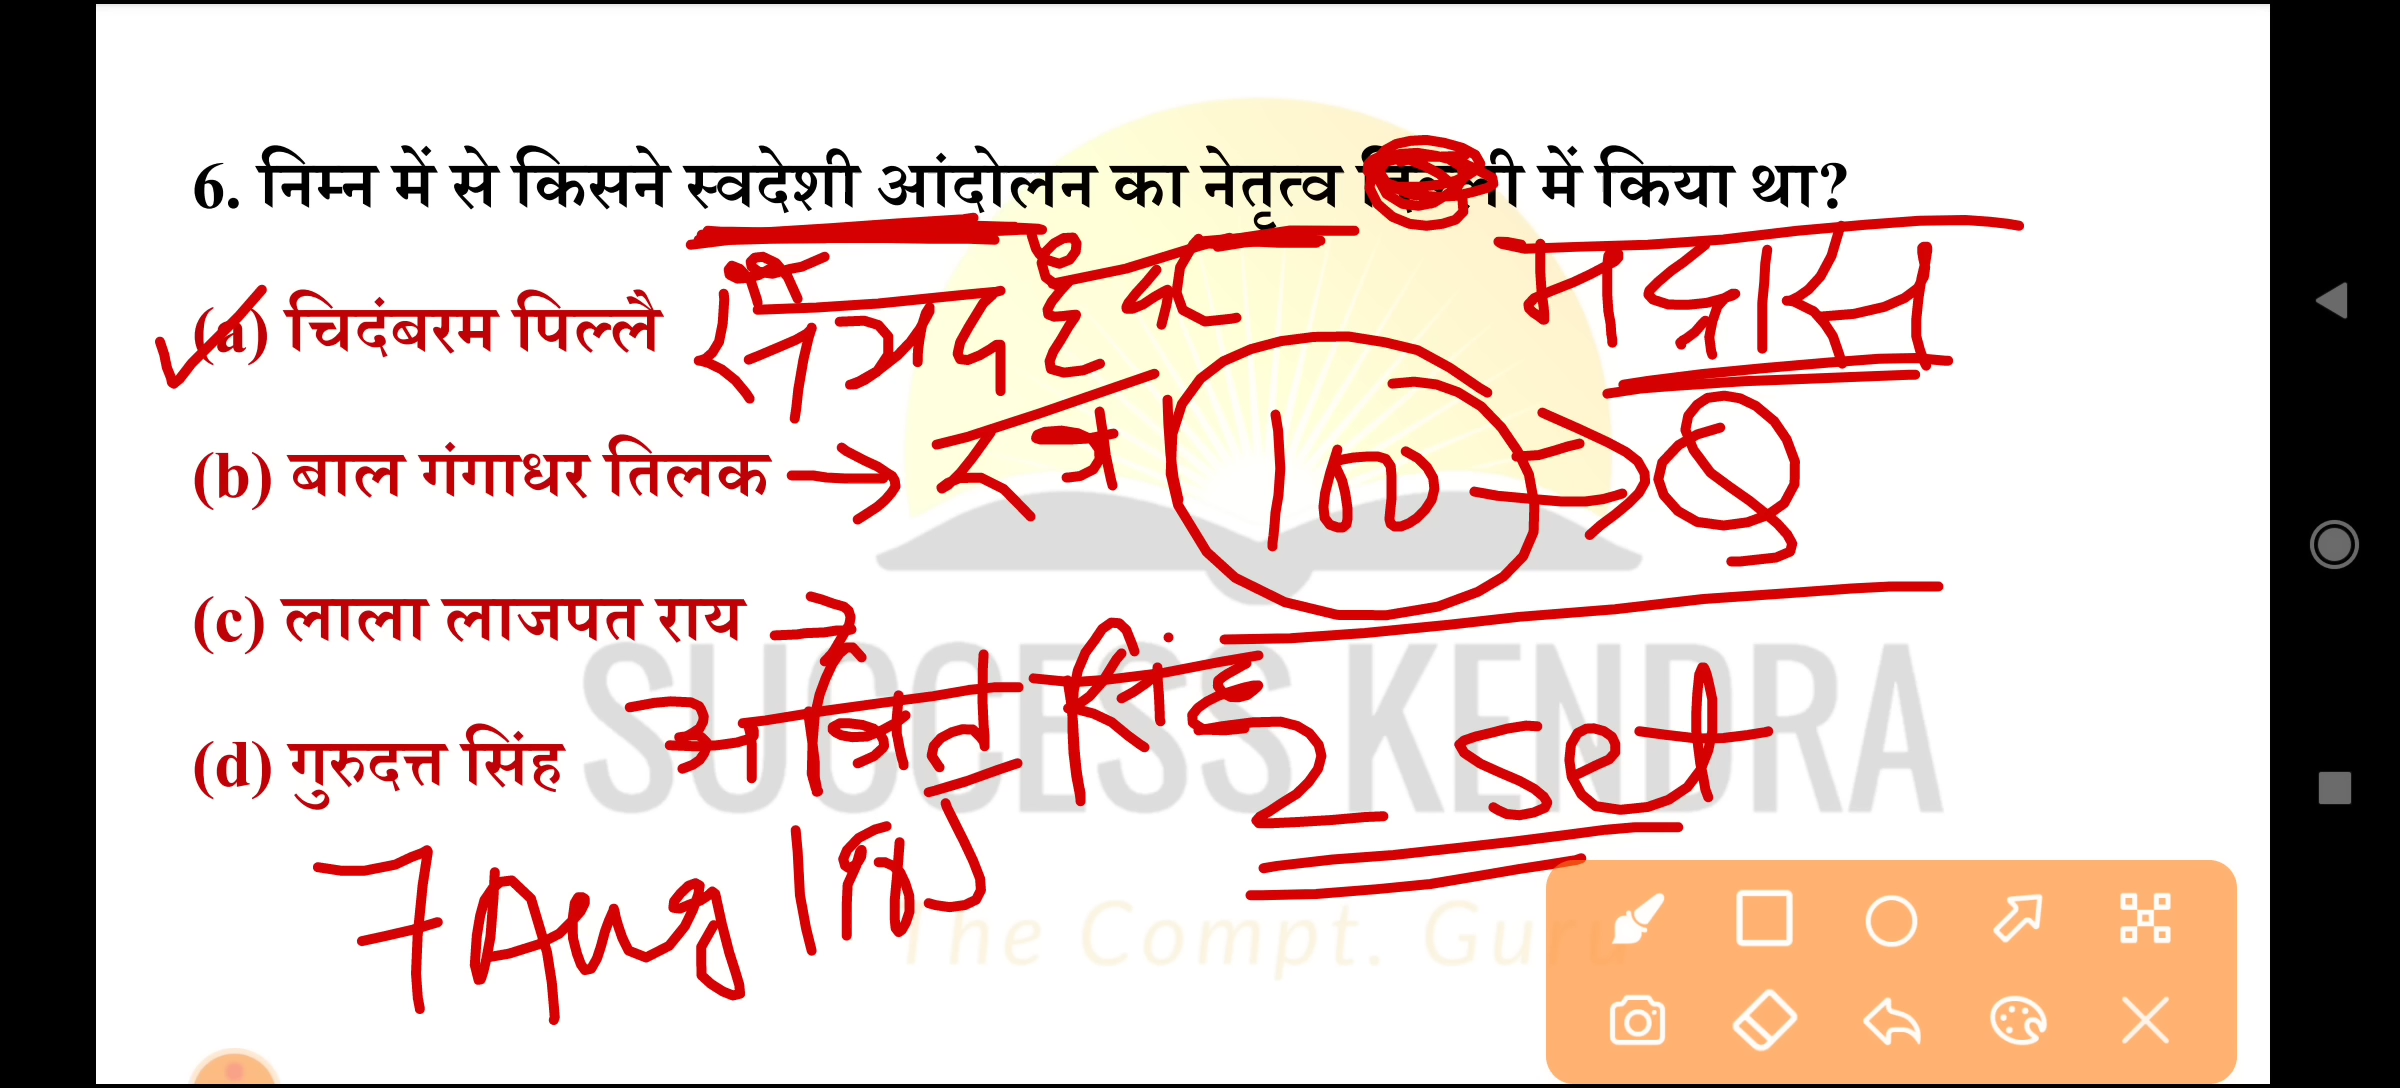 6. निम्न में से किसने स्वदेशी आंदोलन का नेतृत्व में किया था?
मद्रास
(a) चिदंबरम पिल्लै
(b) बाल गंगाधर तिलक
100
(c) लाला लाजपत राय
SUCCESS KENDRA
अजित सिंह
2 Set
(d) गुरुदत्त सिंह
7 Aug 1905
The Compt. Guru